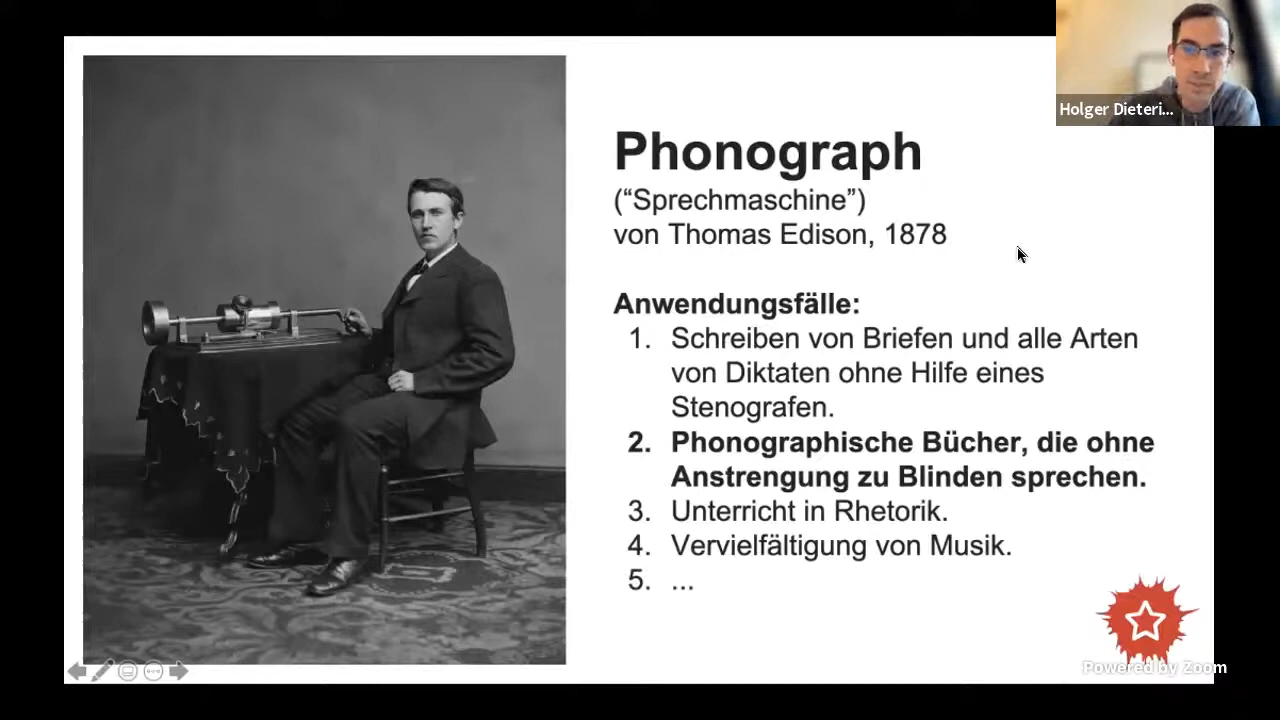 Holger Dieteri...
Phonograph
(“Sprechmaschine”)
von Thomas Edison, 1878
Anwendungsfälle:
1. Schreiben von Briefen und alle Arten
von Diktaten ohne Hilfe eines
Stenografen.
2. Phonographische Bücher, die ohne
Anstrengung zu Blinden sprechen.
3. Unterricht in Rhetorik.
4. Vervielfältigung von Musik.
5. ...
Powered by Zoom